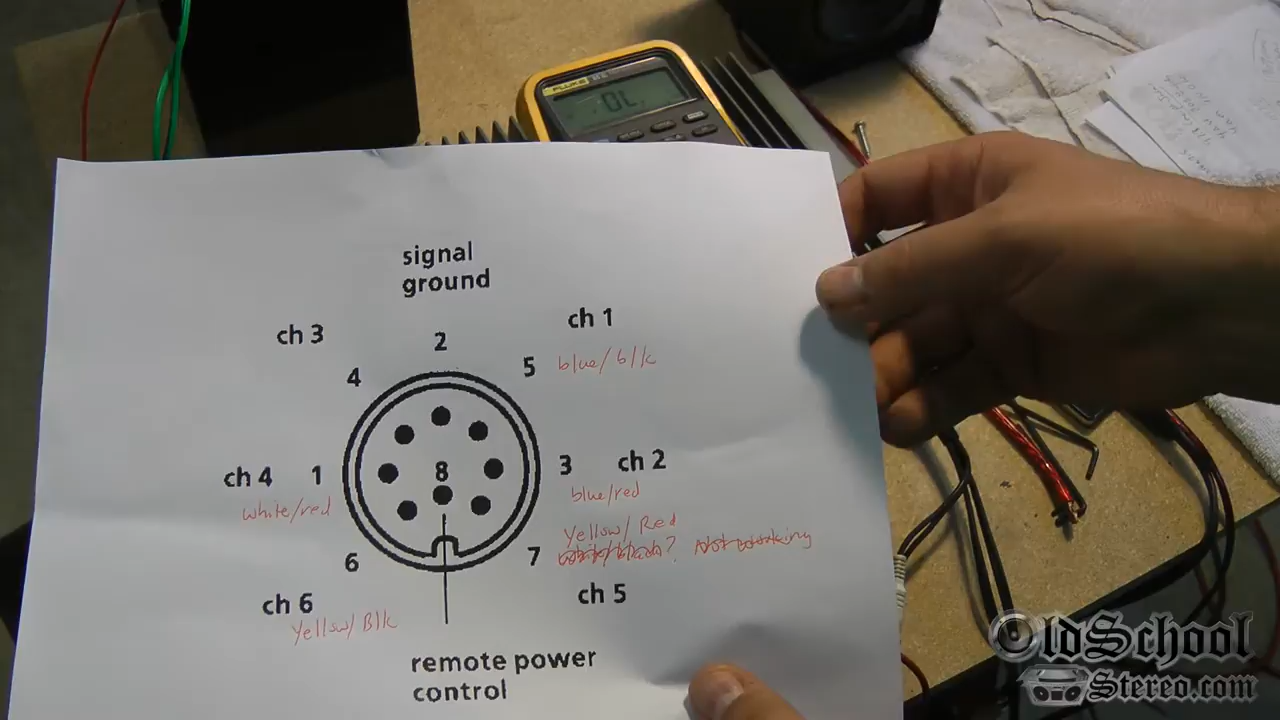 FLUKE
OL
signal
ground
ch 3
ch 1
2
4
5
blue/blk
ch 4
1
8
3
ch 2
white/red
blue/red
Yellow/Red
6
7
ch 6
ch 5
Yellow/Blk
remote power
control
OldSchool
Stereo.com